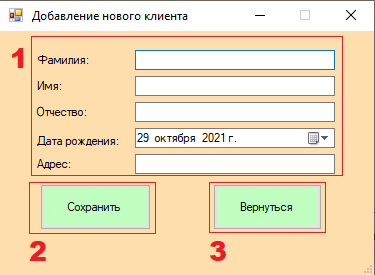 Добавление нового клиента
1
Фамилия:
Имя:
Отчество:
Дата рождения: 29 октября 2021 г.
Адрес:
Сохранить Вернуться
2 3